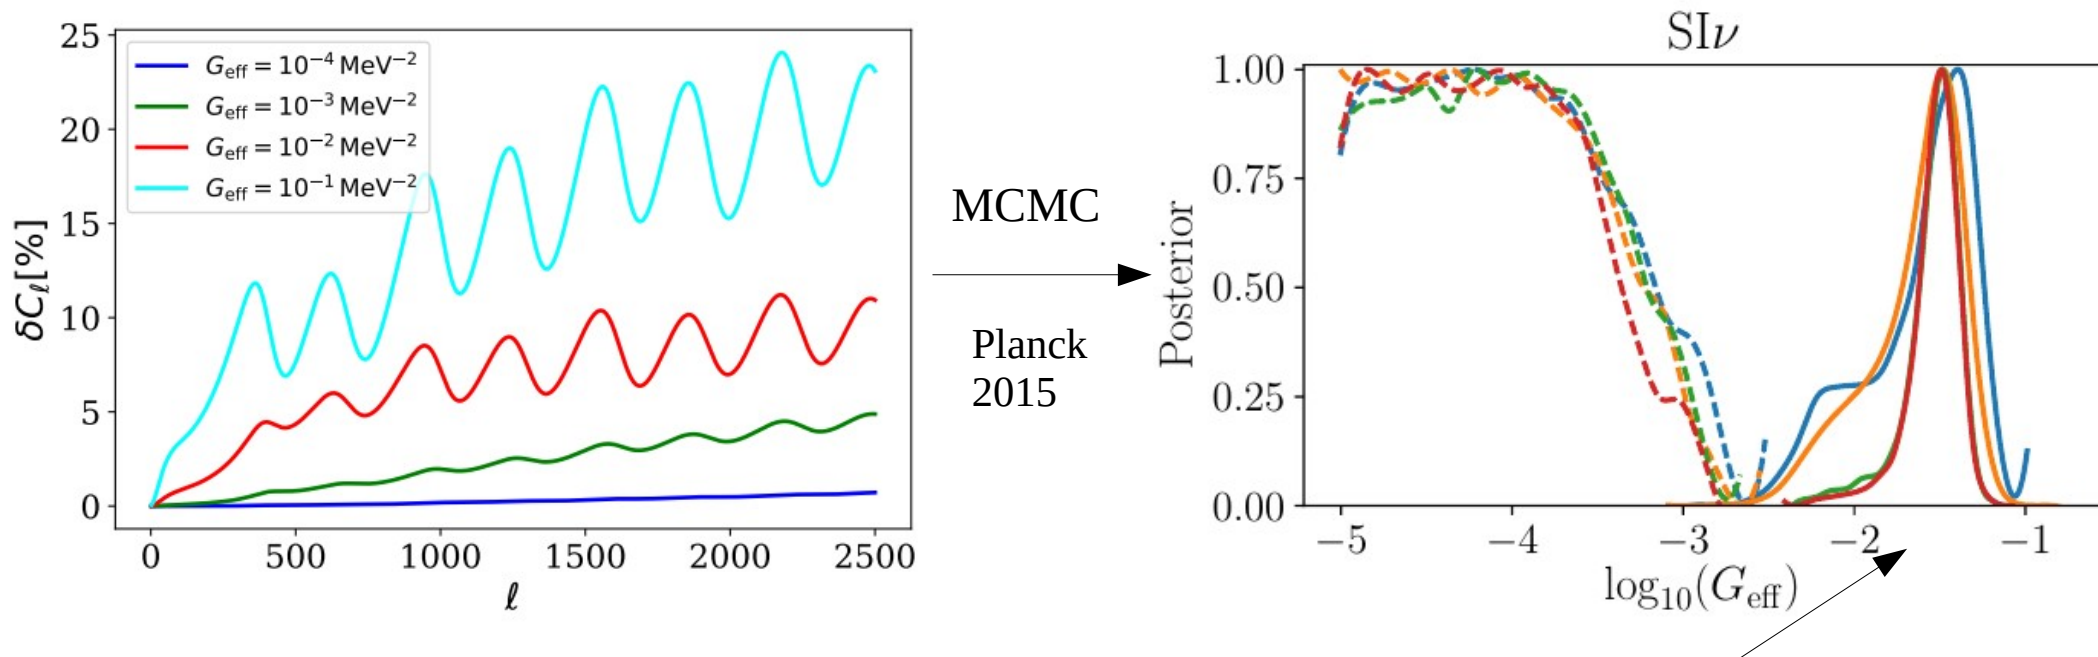 25
20
15
10
5
0
δCℓ[%]
G_eff = 10⁻⁴ MeV⁻²
G_eff = 10⁻³ MeV⁻²
G_eff = 10⁻² MeV⁻²
G_eff = 10⁻¹ MeV⁻²
0 500 1000 1500 2000 2500
ℓ
MCMC
Planck
2015
SIν
Posterior
1.00
0.75
0.50
0.25
0.00
−5 −4 −3 −2 −1
log₁₀(G_eff)